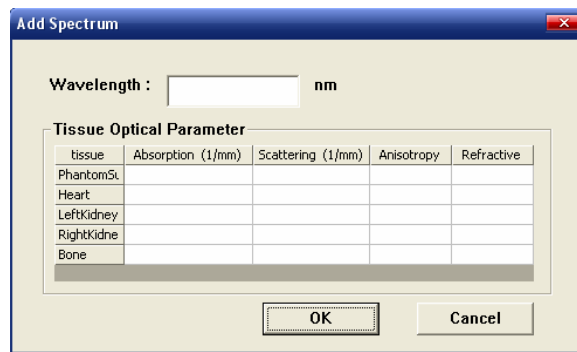 Add Spectrum
Wavelength : nm
Tissue Optical Parameter
tissue Absorption (1/mm) Scattering (1/mm) Anisotropy Refractive
PhantomSu
Heart
LeftKidney
RightKidne
Bone
OK Cancel